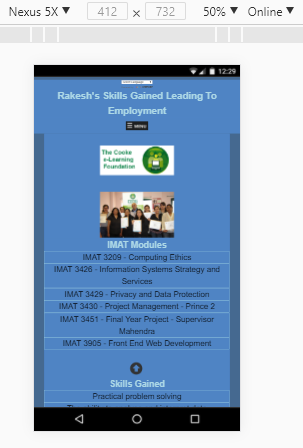 Nexus 5X ▼ 412 × 732 50% ▼ Online ▼
12:29
Rakesh's Skills Gained Leading To
Employment
☰ MENU
The Cooke
e-Learning
Foundation
IMAT Modules
IMAT 3209 - Computing Ethics
IMAT 3426 - Information Systems Strategy and
Services
IMAT 3429 - Privacy and Data Protection
IMAT 3430 - Project Management - Prince 2
IMAT 3451 - Final Year Project - Supervisor
Mahendra
IMAT 3905 - Front End Web Development
Skills Gained
Practical problem solving